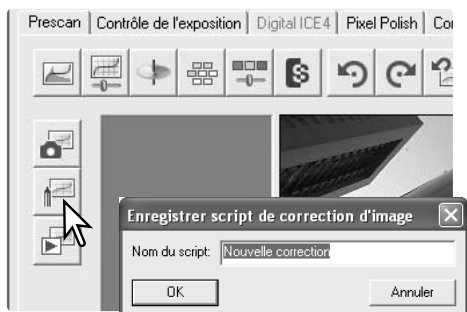 Prescan Contrôle de l'exposition Digital ICE4 Pixel Polish
Enregistrer script de correction d'image
Nom du script: Nouvelle correction
OK Annuler